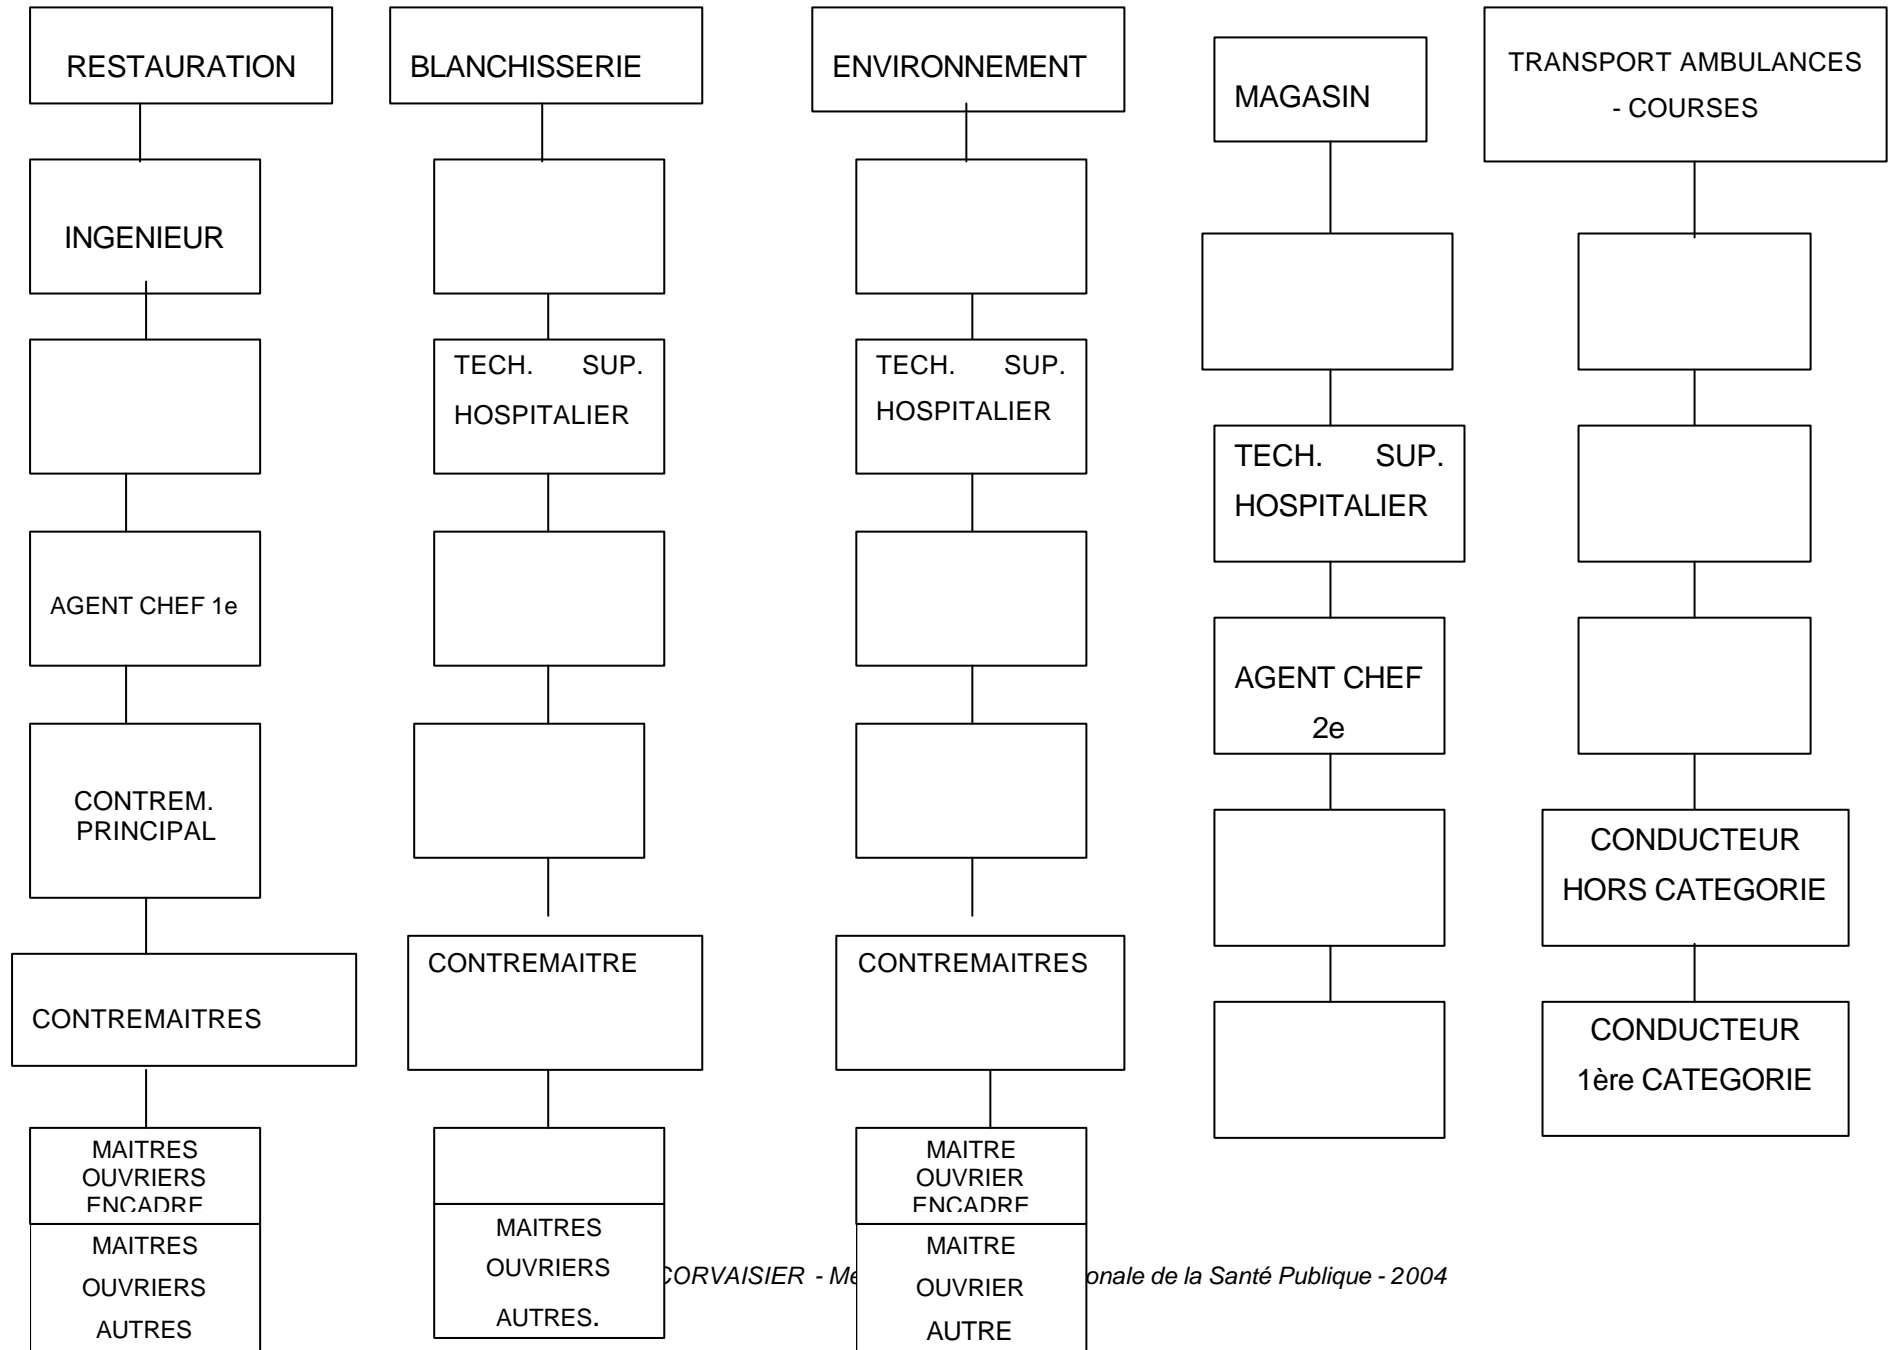 RESTAURATION
INGENIEUR
AGENT CHEF 1e
CONTREM.
PRINCIPAL
CONTREMAITRES
MAITRES
OUVRIERS
ENCADRE
MAITRES
OUVRIERS
AUTRES
BLANCHISSERIE
TECH. SUP.
HOSPITALIER
CONTREMAITRE
MAITRES
OUVRIERS
AUTRES.
ENVIRONNEMENT
TECH. SUP.
HOSPITALIER
CONTREMAITRES
MAITRE
OUVRIER
ENCADRE
MAITRE
OUVRIER
AUTRE
MAGASIN
TECH. SUP.
HOSPITALIER
AGENT CHEF
2e
TRANSPORT AMBULANCES
- COURSES
CONDUCTEUR
HORS CATEGORIE
CONDUCTEUR
1ère CATEGORIE
CORVAISIER - Me onale de la Santé Publique - 2004